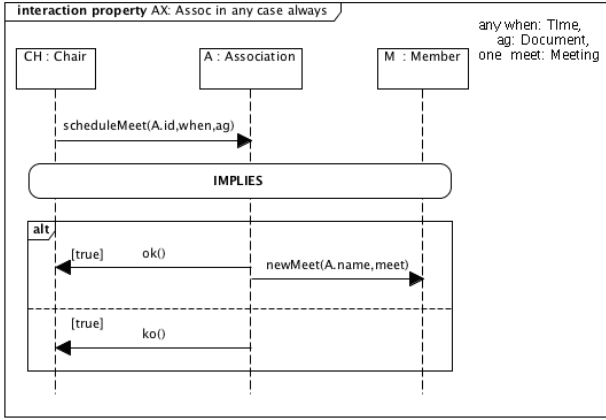 interaction property AX: Assoc in any case always
any when: TIme,
ag: Document,
one meet: Meeting
CH : Chair
A : Association
M : Member
scheduleMeet(A.id,when,ag)
IMPLIES
alt
[true] ok()
newMeet(A.name,meet)
[true]
ko()